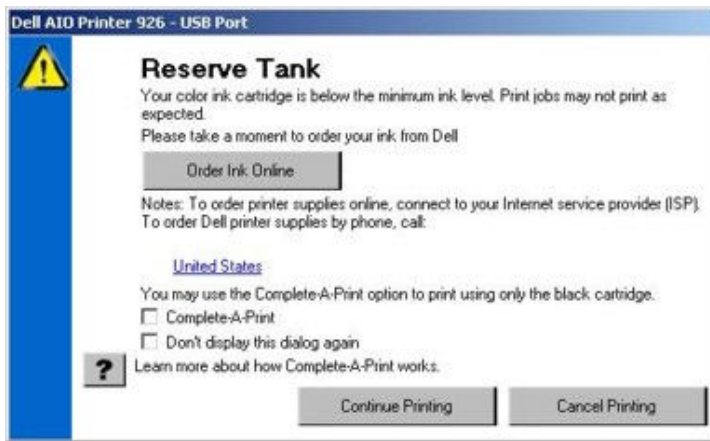 Dell AIO Printer 926 - USB Port
Reserve Tank
Your color ink cartridge is below the minimum ink level. Print jobs may not print as
expected.
Please take a moment to order your ink from Dell
Order Ink Online
Notes: To order printer supplies online, connect to your Internet service provider (ISP).
To order Dell printer supplies by phone, call:
United States
You may use the Complete-A-Print option to print using only the black cartridge.
Complete-A-Print
Don't display this dialog again
? Learn more about how Complete-A-Print works.
Continue Printing
Cancel Printing